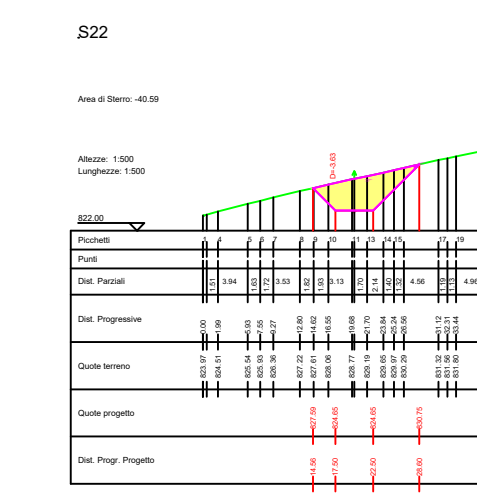 S22
Area di Sterro: -40.59
Altezze: 1:500
Lunghezze: 1:500
D=-3.63
822.00
Picchetti 4 5 6 7 8 9 10 11 13 14 15 17 18 19
Punti
Dist. Parziali 1.51 3.94 1.63 1.72 3.53 1.82 1.93 3.13 1.70 2.14 1.40 1.32 4.56 1.19 1.13 4.96
Dist. Progressive 0.00 1.99 5.93 7.55 9.27 12.80 14.62 16.55 19.68 21.70 23.84 25.24 26.56 31.12 32.31 33.44
Quote terreno 823.97 824.51 825.54 825.93 826.36 827.22 827.61 828.06 828.77 829.19 829.65 829.97 830.29 831.32 831.56 831.80
Quote progetto 827.59 824.65 824.65 830.75
Dist. Progr. Progetto 14.56 17.50 22.50 28.60